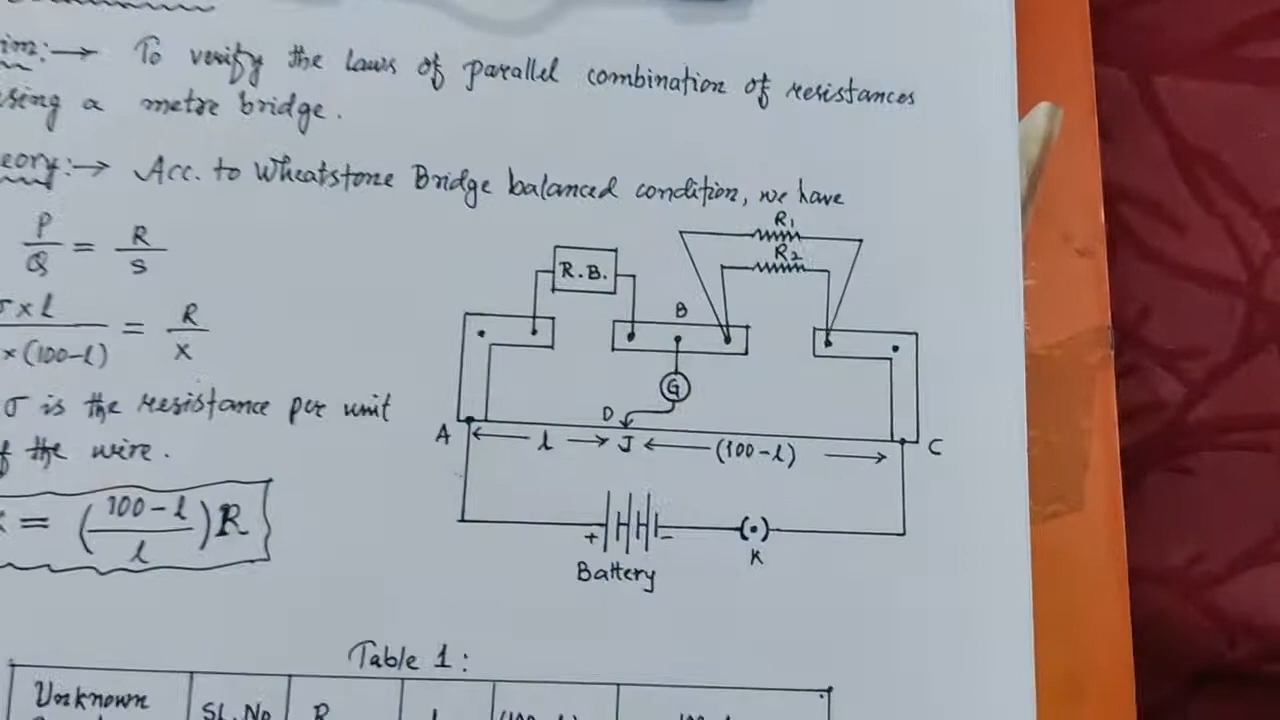 To verify the laws of parallel combination of resistances
a metre bridge.
Acc. to Wheatstone Bridge balanced condition, we have
P/Q = R/S
σ×l/×(100-l) = R/X
σ is the resistance per unit
the wire.
= (100-l/l)R
R1
R2
R.B.
B
G
D
A
l
J
(100-l)
C
+
-
K
Battery
Table 1:
Unknown
SL.No
R